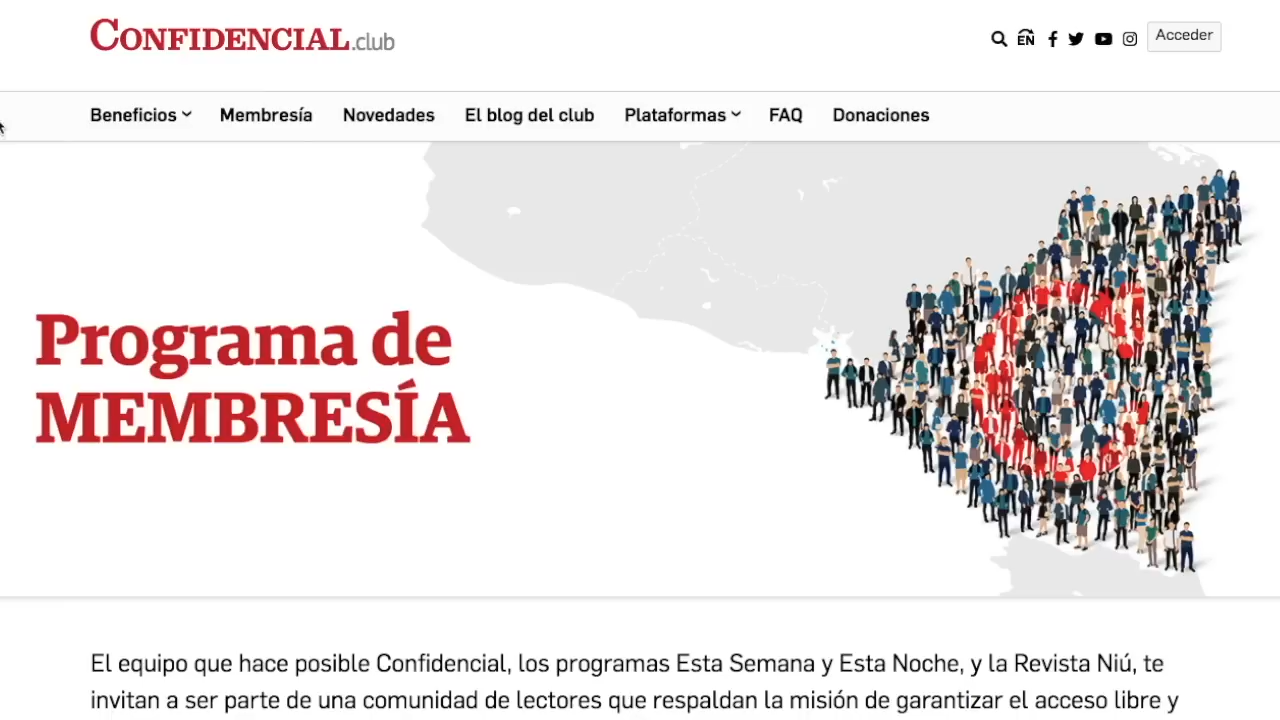 CONFIDENCIAL.club
EN
Acceder
Beneficios Membresía Novedades El blog del club Plataformas FAQ Donaciones
Programa de
MEMBRESÍA
El equipo que hace posible Confidencial, los programas Esta Semana y Esta Noche, y la Revista Niú, te
invitan a ser parte de una comunidad de lectores que respaldan la misión de garantizar el acceso libre y